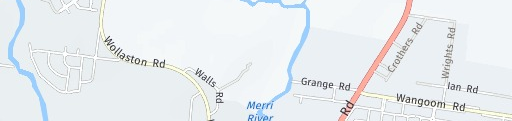 Wollaston Rd
Walls Rd
Merri
River
Grange Rd
Rd
Crothers Rd
Wrights Rd
Ian Rd
Wangoom Rd